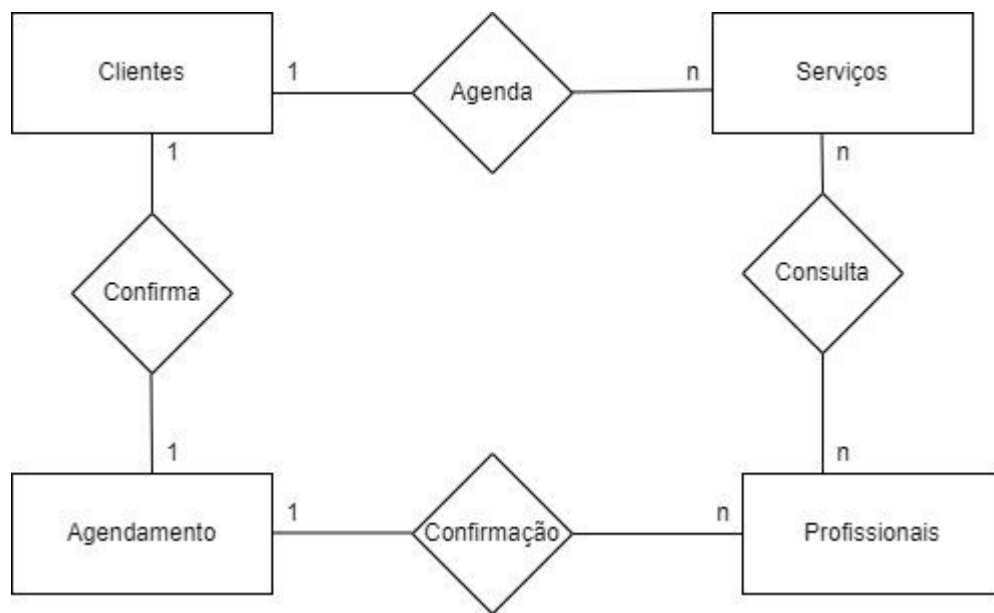 Clientes
1
Agenda
n
Serviços
1
n
Confirma
Consulta
1
n
Agendamento
1
Confirmação
n
Profissionais